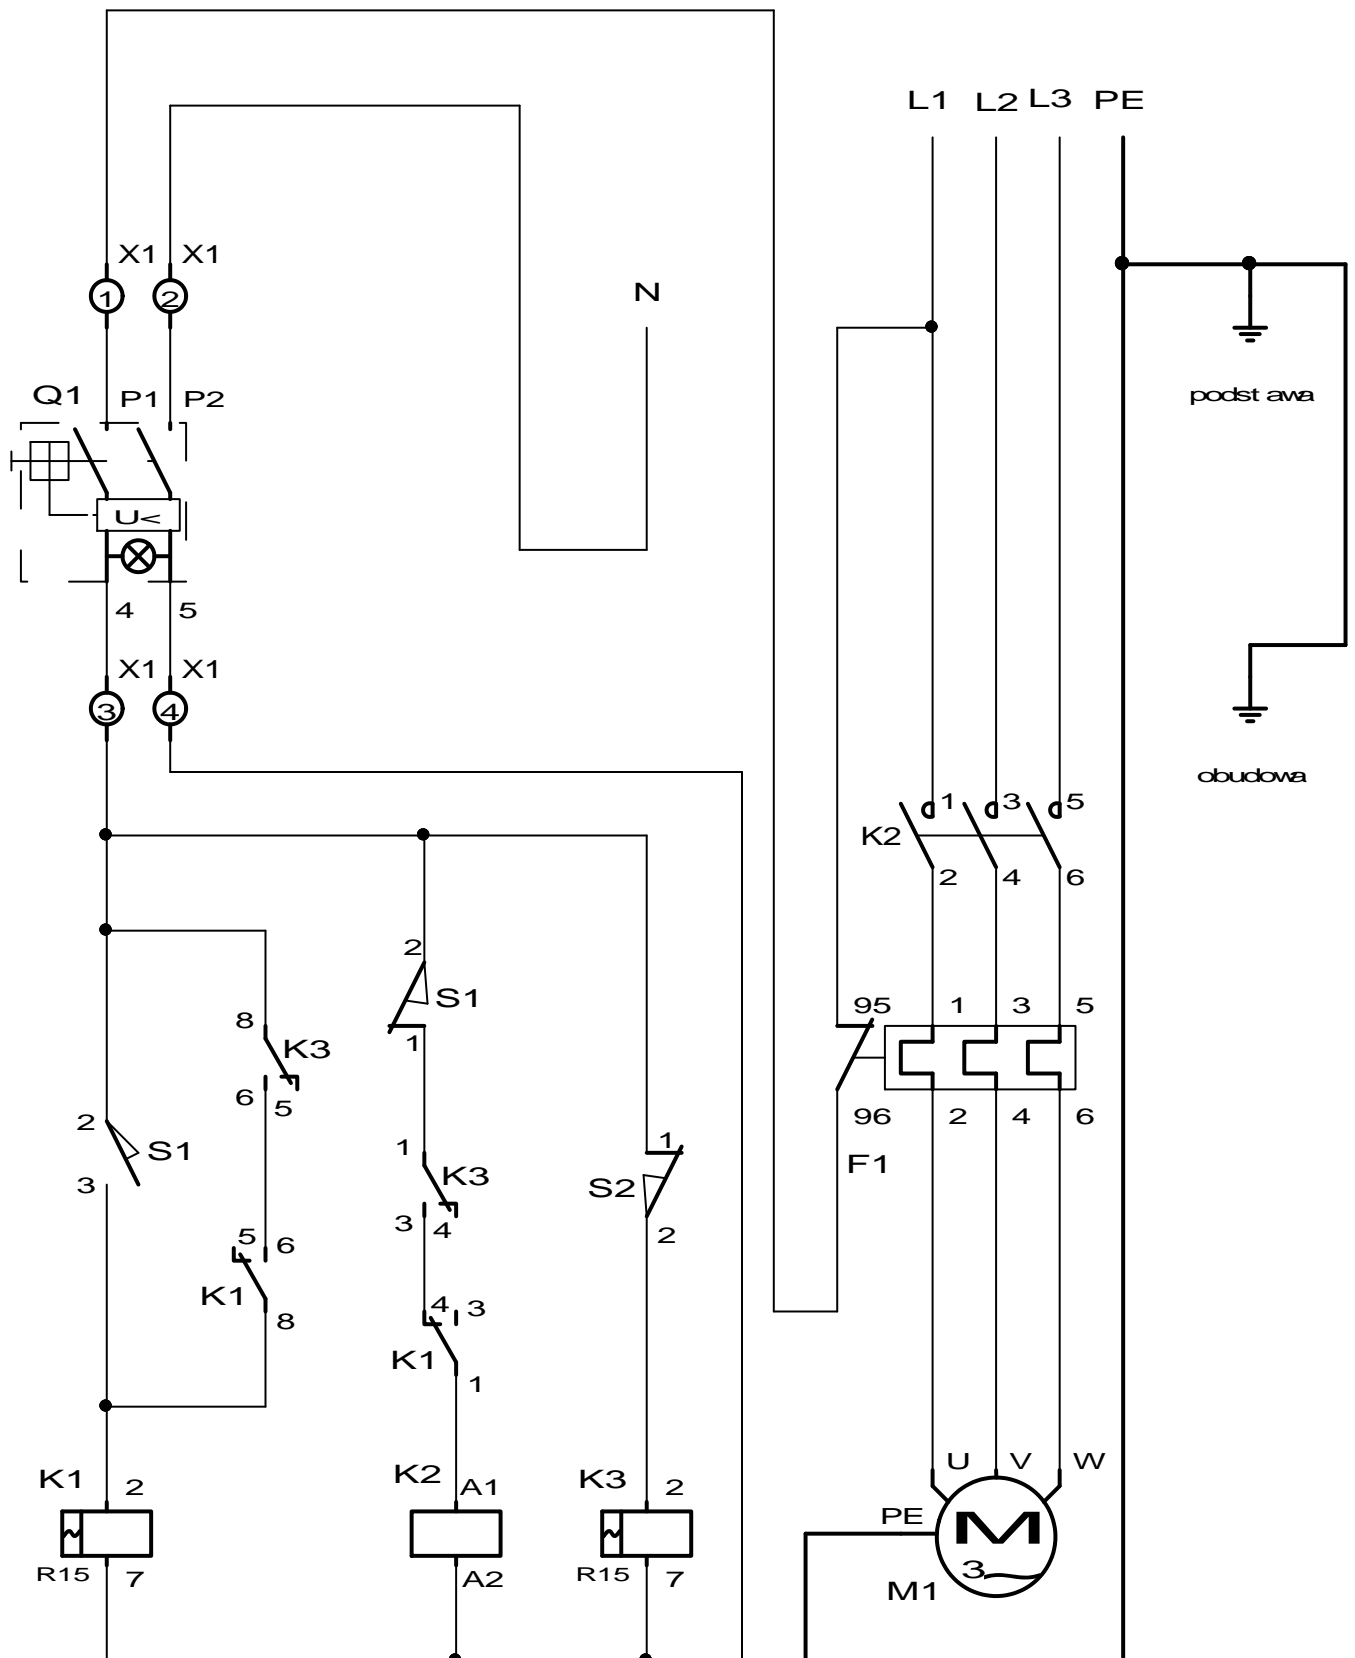 L1 L2 L3 PE
X1 X1
1 2
N
Q1 P1 P2
podstawa
U<
4 5
X1 X1
3 4
obudowa
1 3 5
K2
2 4 6
2
S1
1
95 1 3 5
8
K3
6 5
96 2 4 6
F1
2
S1
3
1
K3
3 4
1
S2
2
5 6
K1
8
4 3
K1
1
U V W
K1 2
K2 A1
K3 2
PE
M
3
M1
R15 7
A2
R15 7